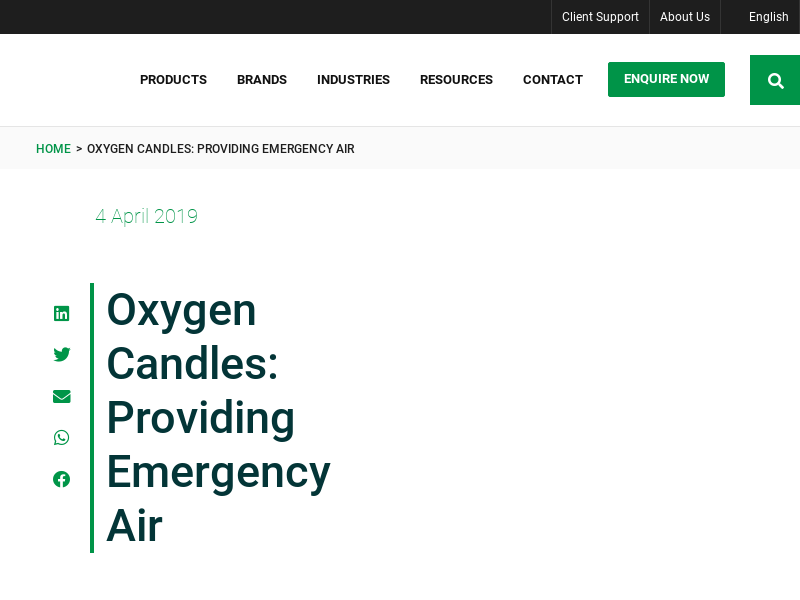 Client Support About Us English
PRODUCTS BRANDS INDUSTRIES RESOURCES CONTACT ENQUIRE NOW
HOME > OXYGEN CANDLES: PROVIDING EMERGENCY AIR
4 April 2019
Oxygen
Candles:
Providing
Emergency
Air